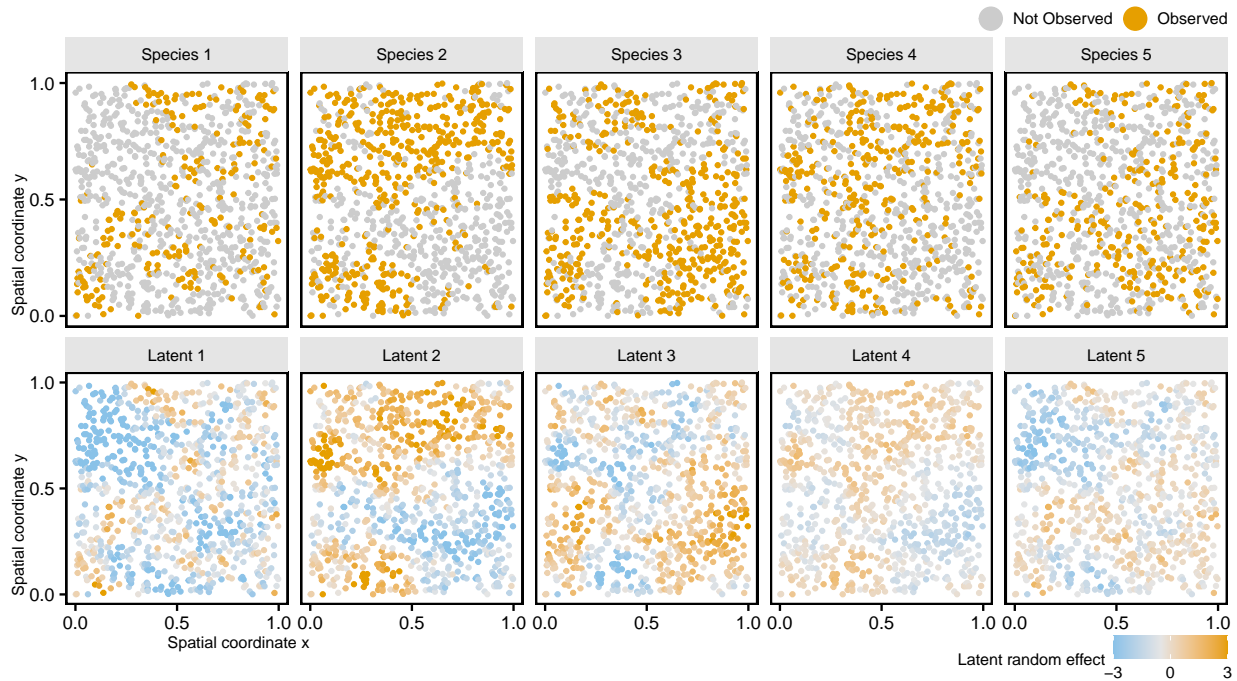 Not Observed Observed
Species 1 Species 2 Species 3 Species 4 Species 5
1.0
0.5
0.0
Spatial coordinate y
Latent 1 Latent 2 Latent 3 Latent 4 Latent 5
1.0
0.5
0.0
Spatial coordinate y
0.0 0.5 1.0 0.0 0.5 1.0 0.0 0.5 1.0 0.0 0.5 1.0 0.0 0.5 1.0
Spatial coordinate x
Latent random effect
−3 0 3